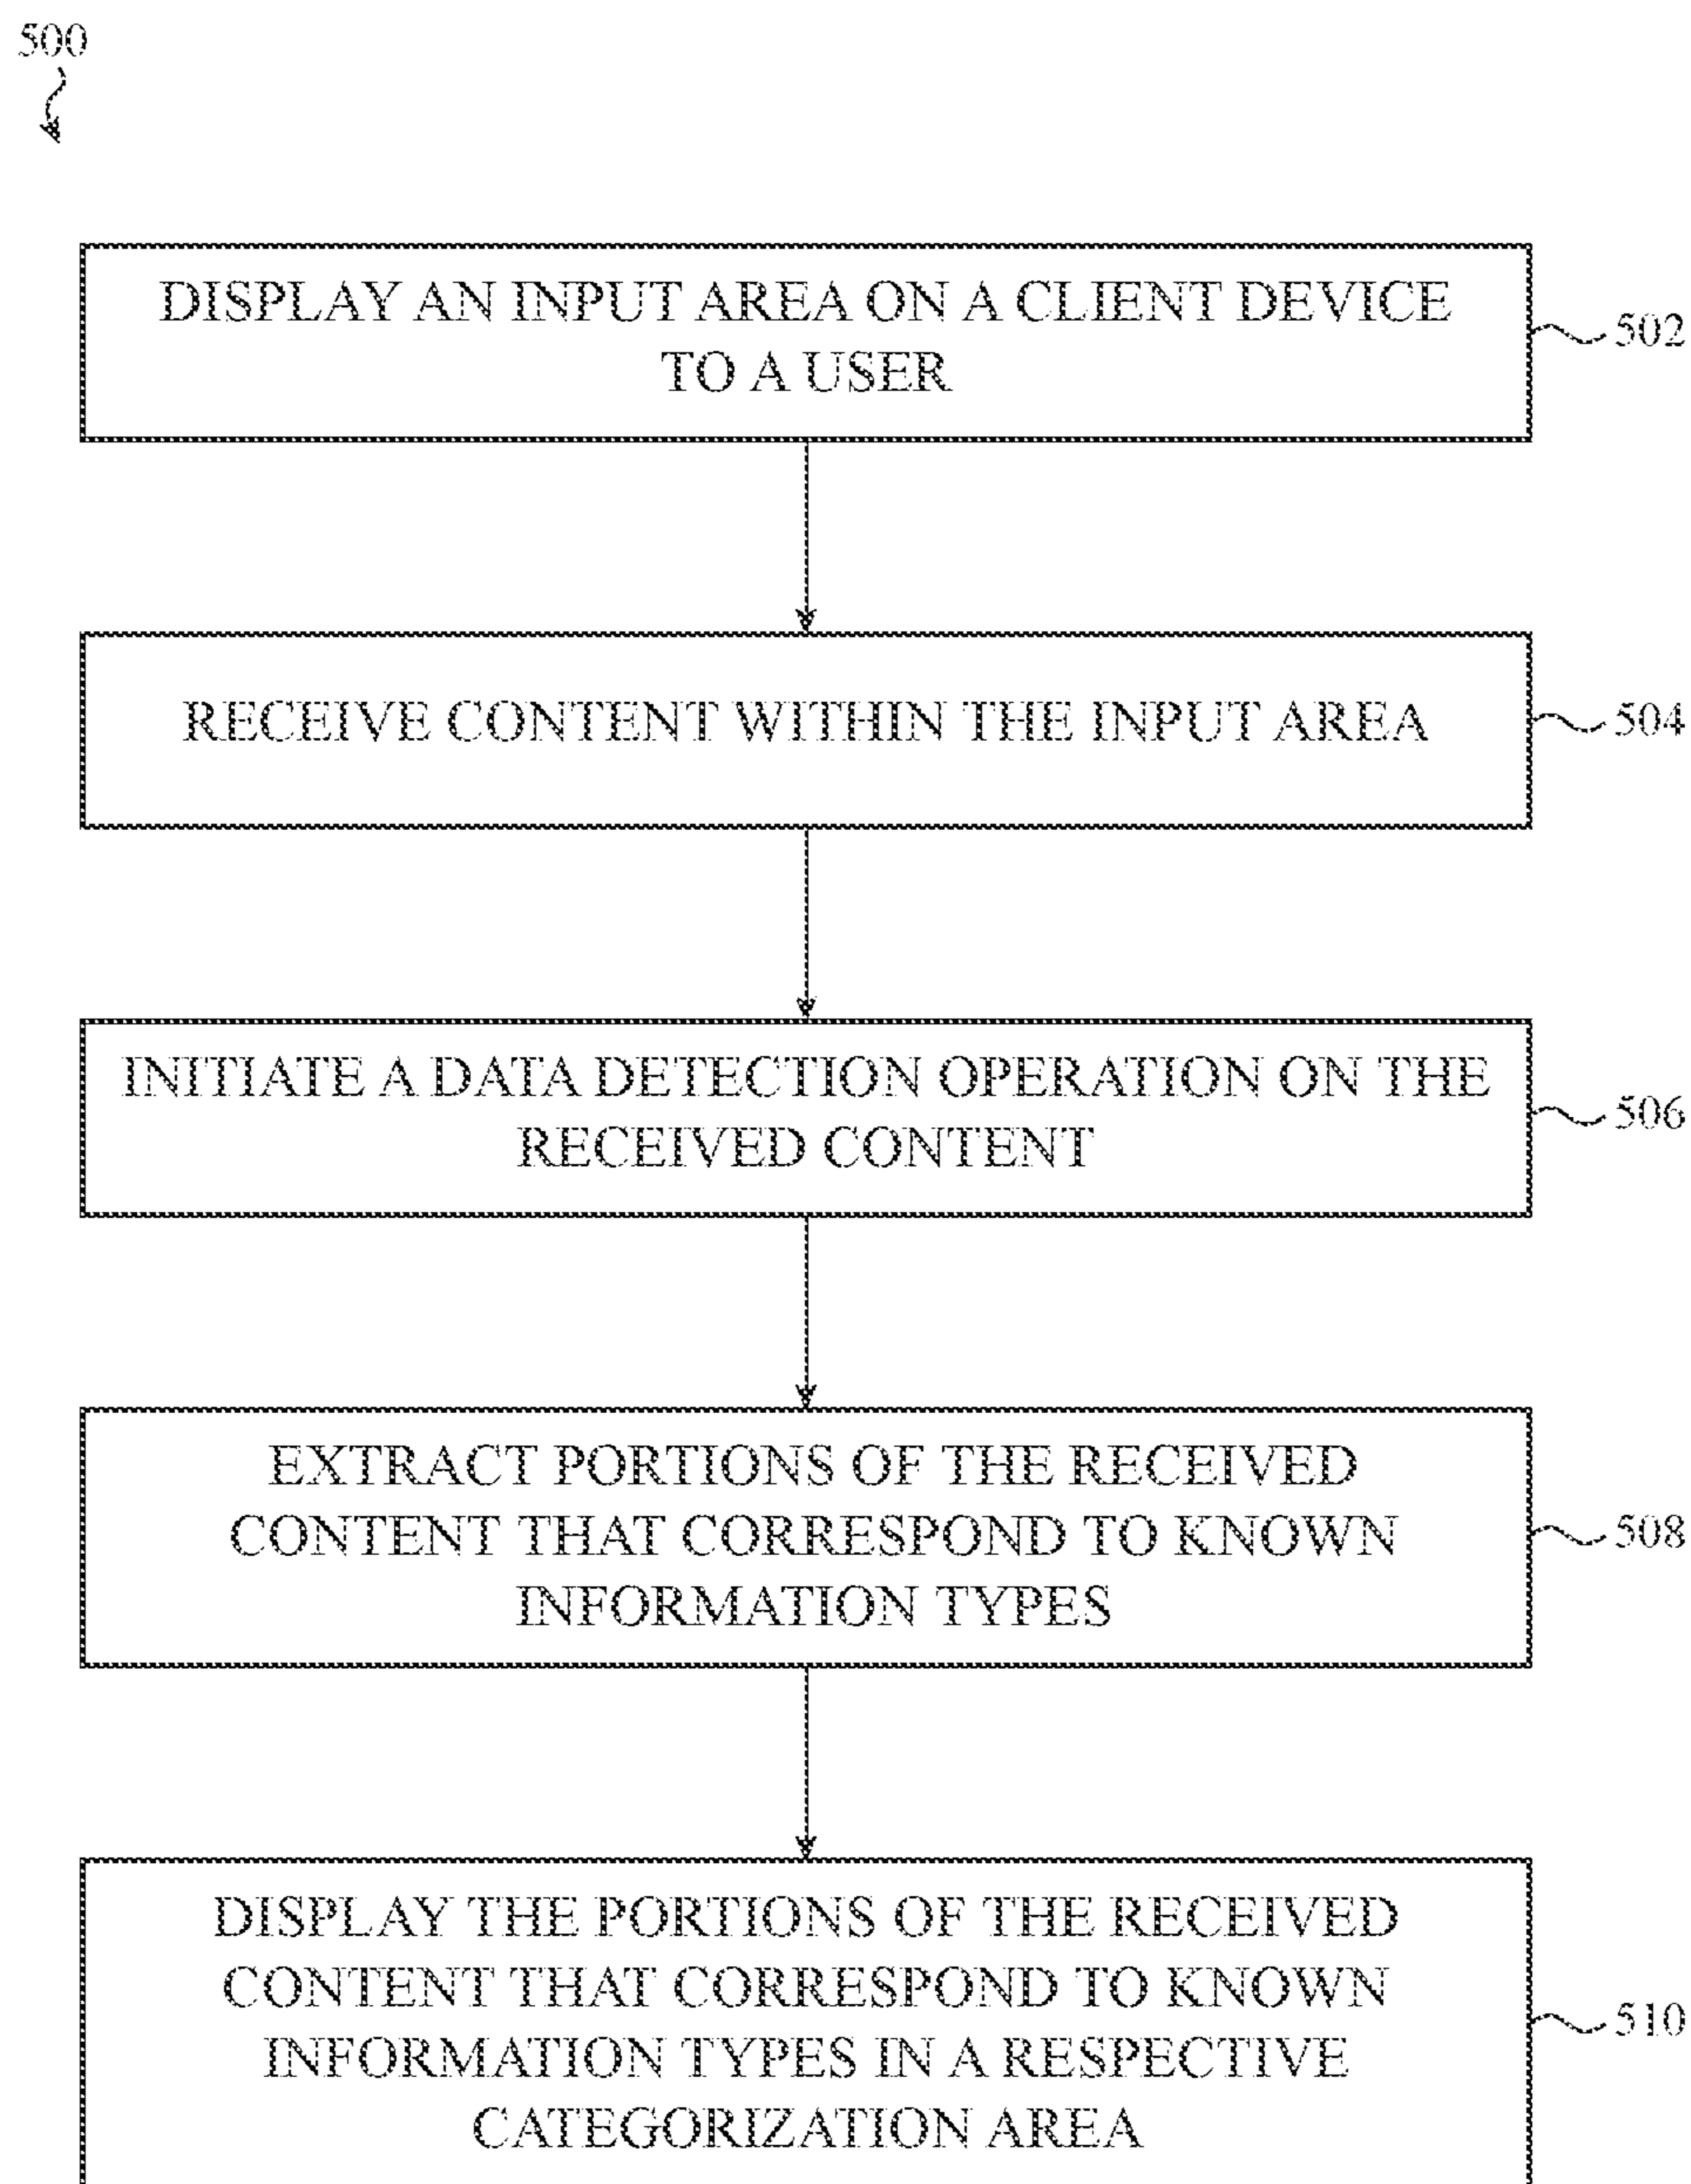 500
DISPLAY AN INPUT AREA ON A CLIENT DEVICE
TO A USER
502
RECEIVE CONTENT WITHIN THE INPUT AREA
504
INITIATE A DATA DETECTION OPERATION ON THE
RECEIVED CONTENT
506
EXTRACT PORTIONS OF THE RECEIVED
CONTENT THAT CORRESPOND TO KNOWN
INFORMATION TYPES
508
DISPLAY THE PORTIONS OF THE RECEIVED
CONTENT THAT CORRESPOND TO KNOWN
INFORMATION TYPES IN A RESPECTIVE
CATEGORIZATION AREA
510